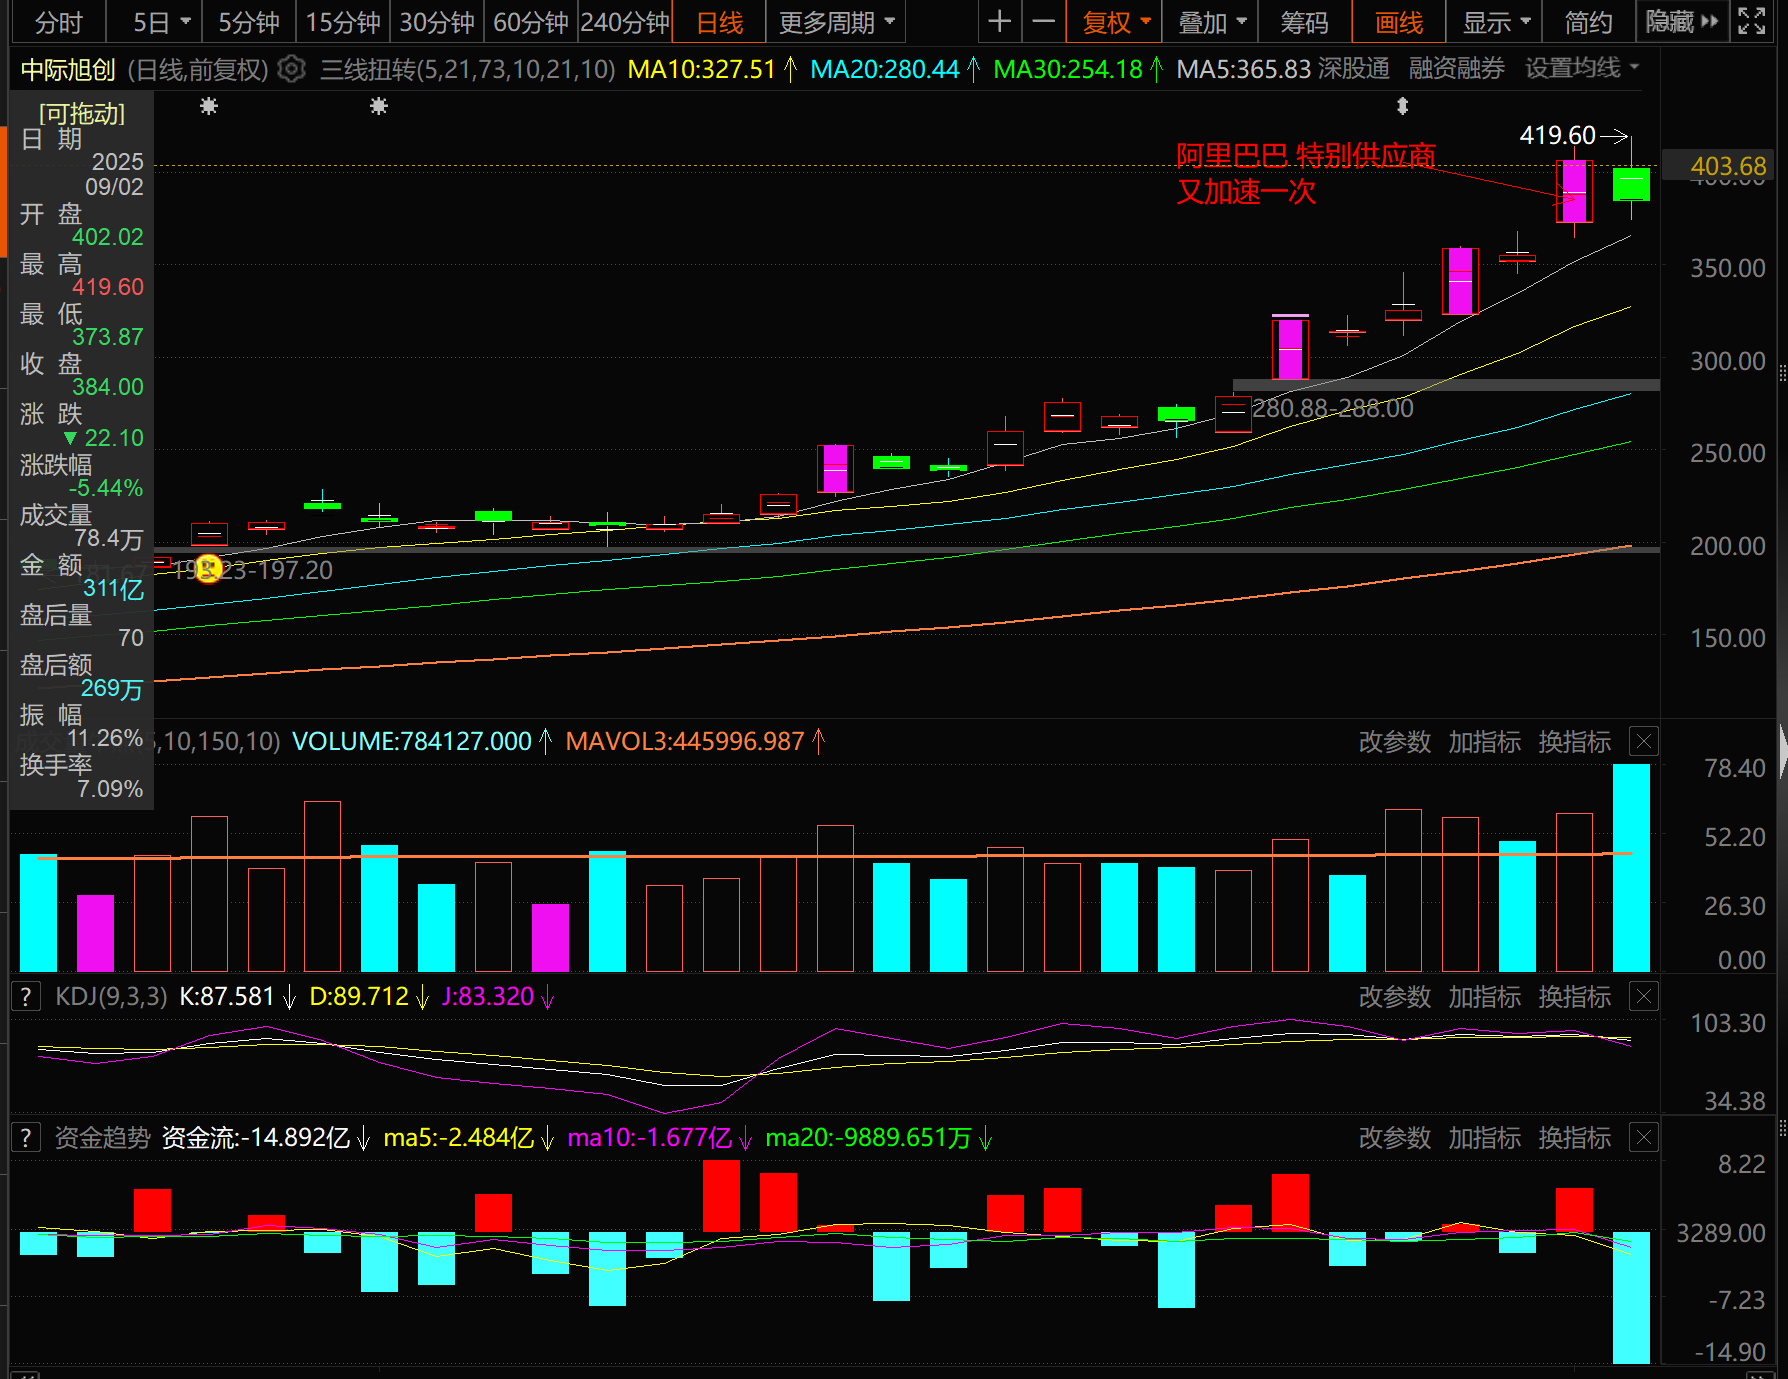 分时 5日 5分钟 15分钟 30分钟 60分钟 240分钟 日线 更多周期 复权 叠加 筹码 画线 显示 简约 隐藏
中际旭创 (日线,前复权) 三线扭转(5,21,73,10,21,10) MA10:327.51 MA20:280.44 MA30:254.18 MA5:365.83 深股通 融资融券 设置均线
[可拖动]
日 期
2025
09/02
开 盘
402.02
最 高
419.60
最 低
373.87
收 盘
384.00
涨 跌
▼22.10
涨跌幅
-5.44%
成交量
78.4万
金 额
311亿
盘后量
70
盘后额
269万
振 幅
11.26%
换手率
7.09%
419.60
阿里巴巴 特别供应商
又加速一次
280.88-288.00
193.23-197.20
403.68
350.00
300.00
250.00
200.00
150.00
5,10,150,10) VOLUME:784127.000 MAVOL3:445996.987 改参数 加指标 换指标
78.40
52.20
26.30
0.00
? KDJ(9,3,3) K:87.581 D:89.712 J:83.320 改参数 加指标 换指标
103.30
34.38
? 资金趋势 资金流:-14.892亿 ma5:-2.484亿 ma10:-1.677亿 ma20:-9889.651万 改参数 加指标 换指标
8.22
3289.00
-7.23
-14.90